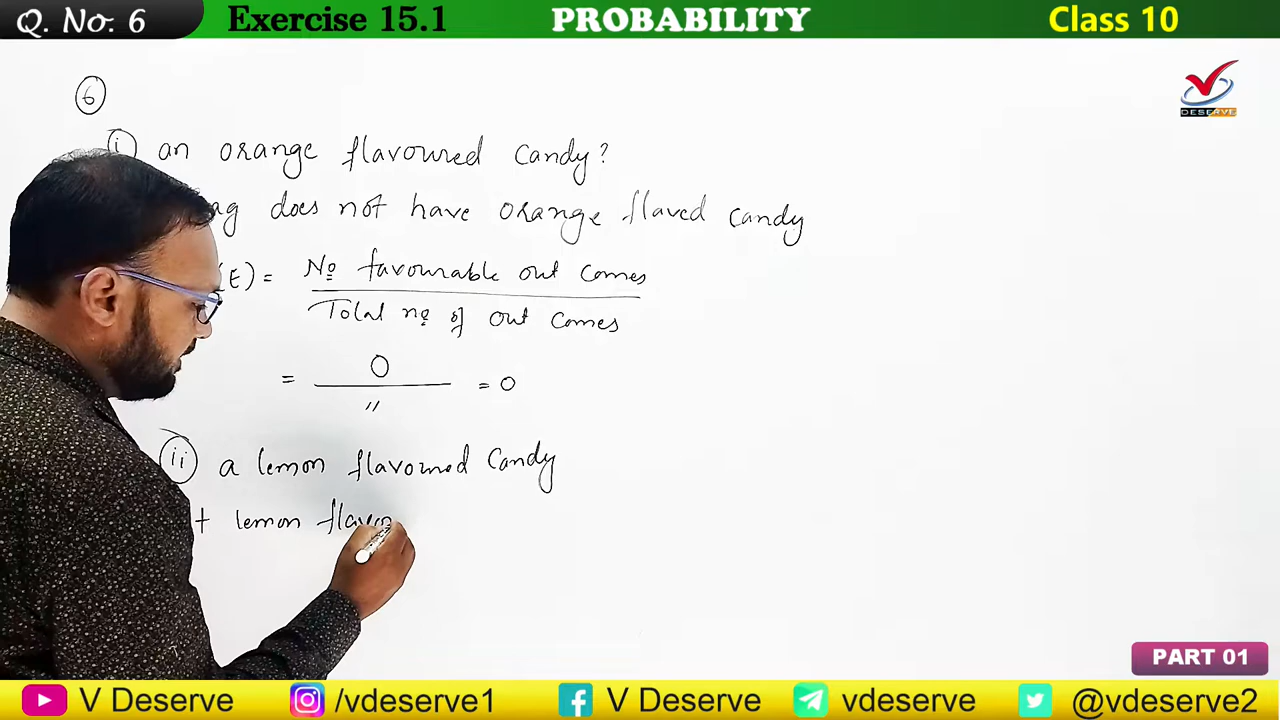 Q. No: 6 Exercise 15.1 PROBABILITY Class 10
DESERVE
6
i an orange flavoured candy?
does not have orange flaved candy
(E) = No favourable out comes
Total no of out comes
= 0 = 0
"
ii a lemon flavoured Candy
lemon flavo
PART 01
V Deserve /vdeserve1 V Deserve vdeserve @vdeserve2